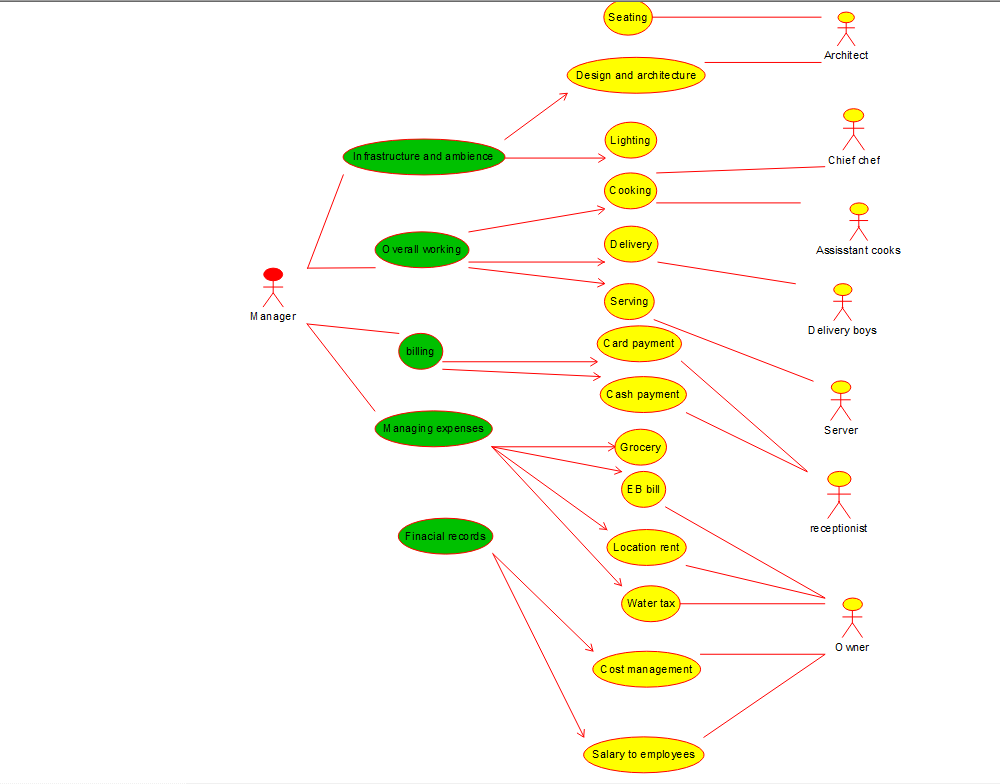 Seating
Architect
Design and architecture
Lighting
Chief chef
Infrastructure and ambience
Cooking
Assisstant cooks
Overall working
Delivery
Manager
Serving
Delivery boys
billing
Card payment
Cash payment
Server
Managing expenses
Grocery
EB bill
receptionist
Finacial records
Location rent
Water tax
Owner
Cost management
Salary to employees